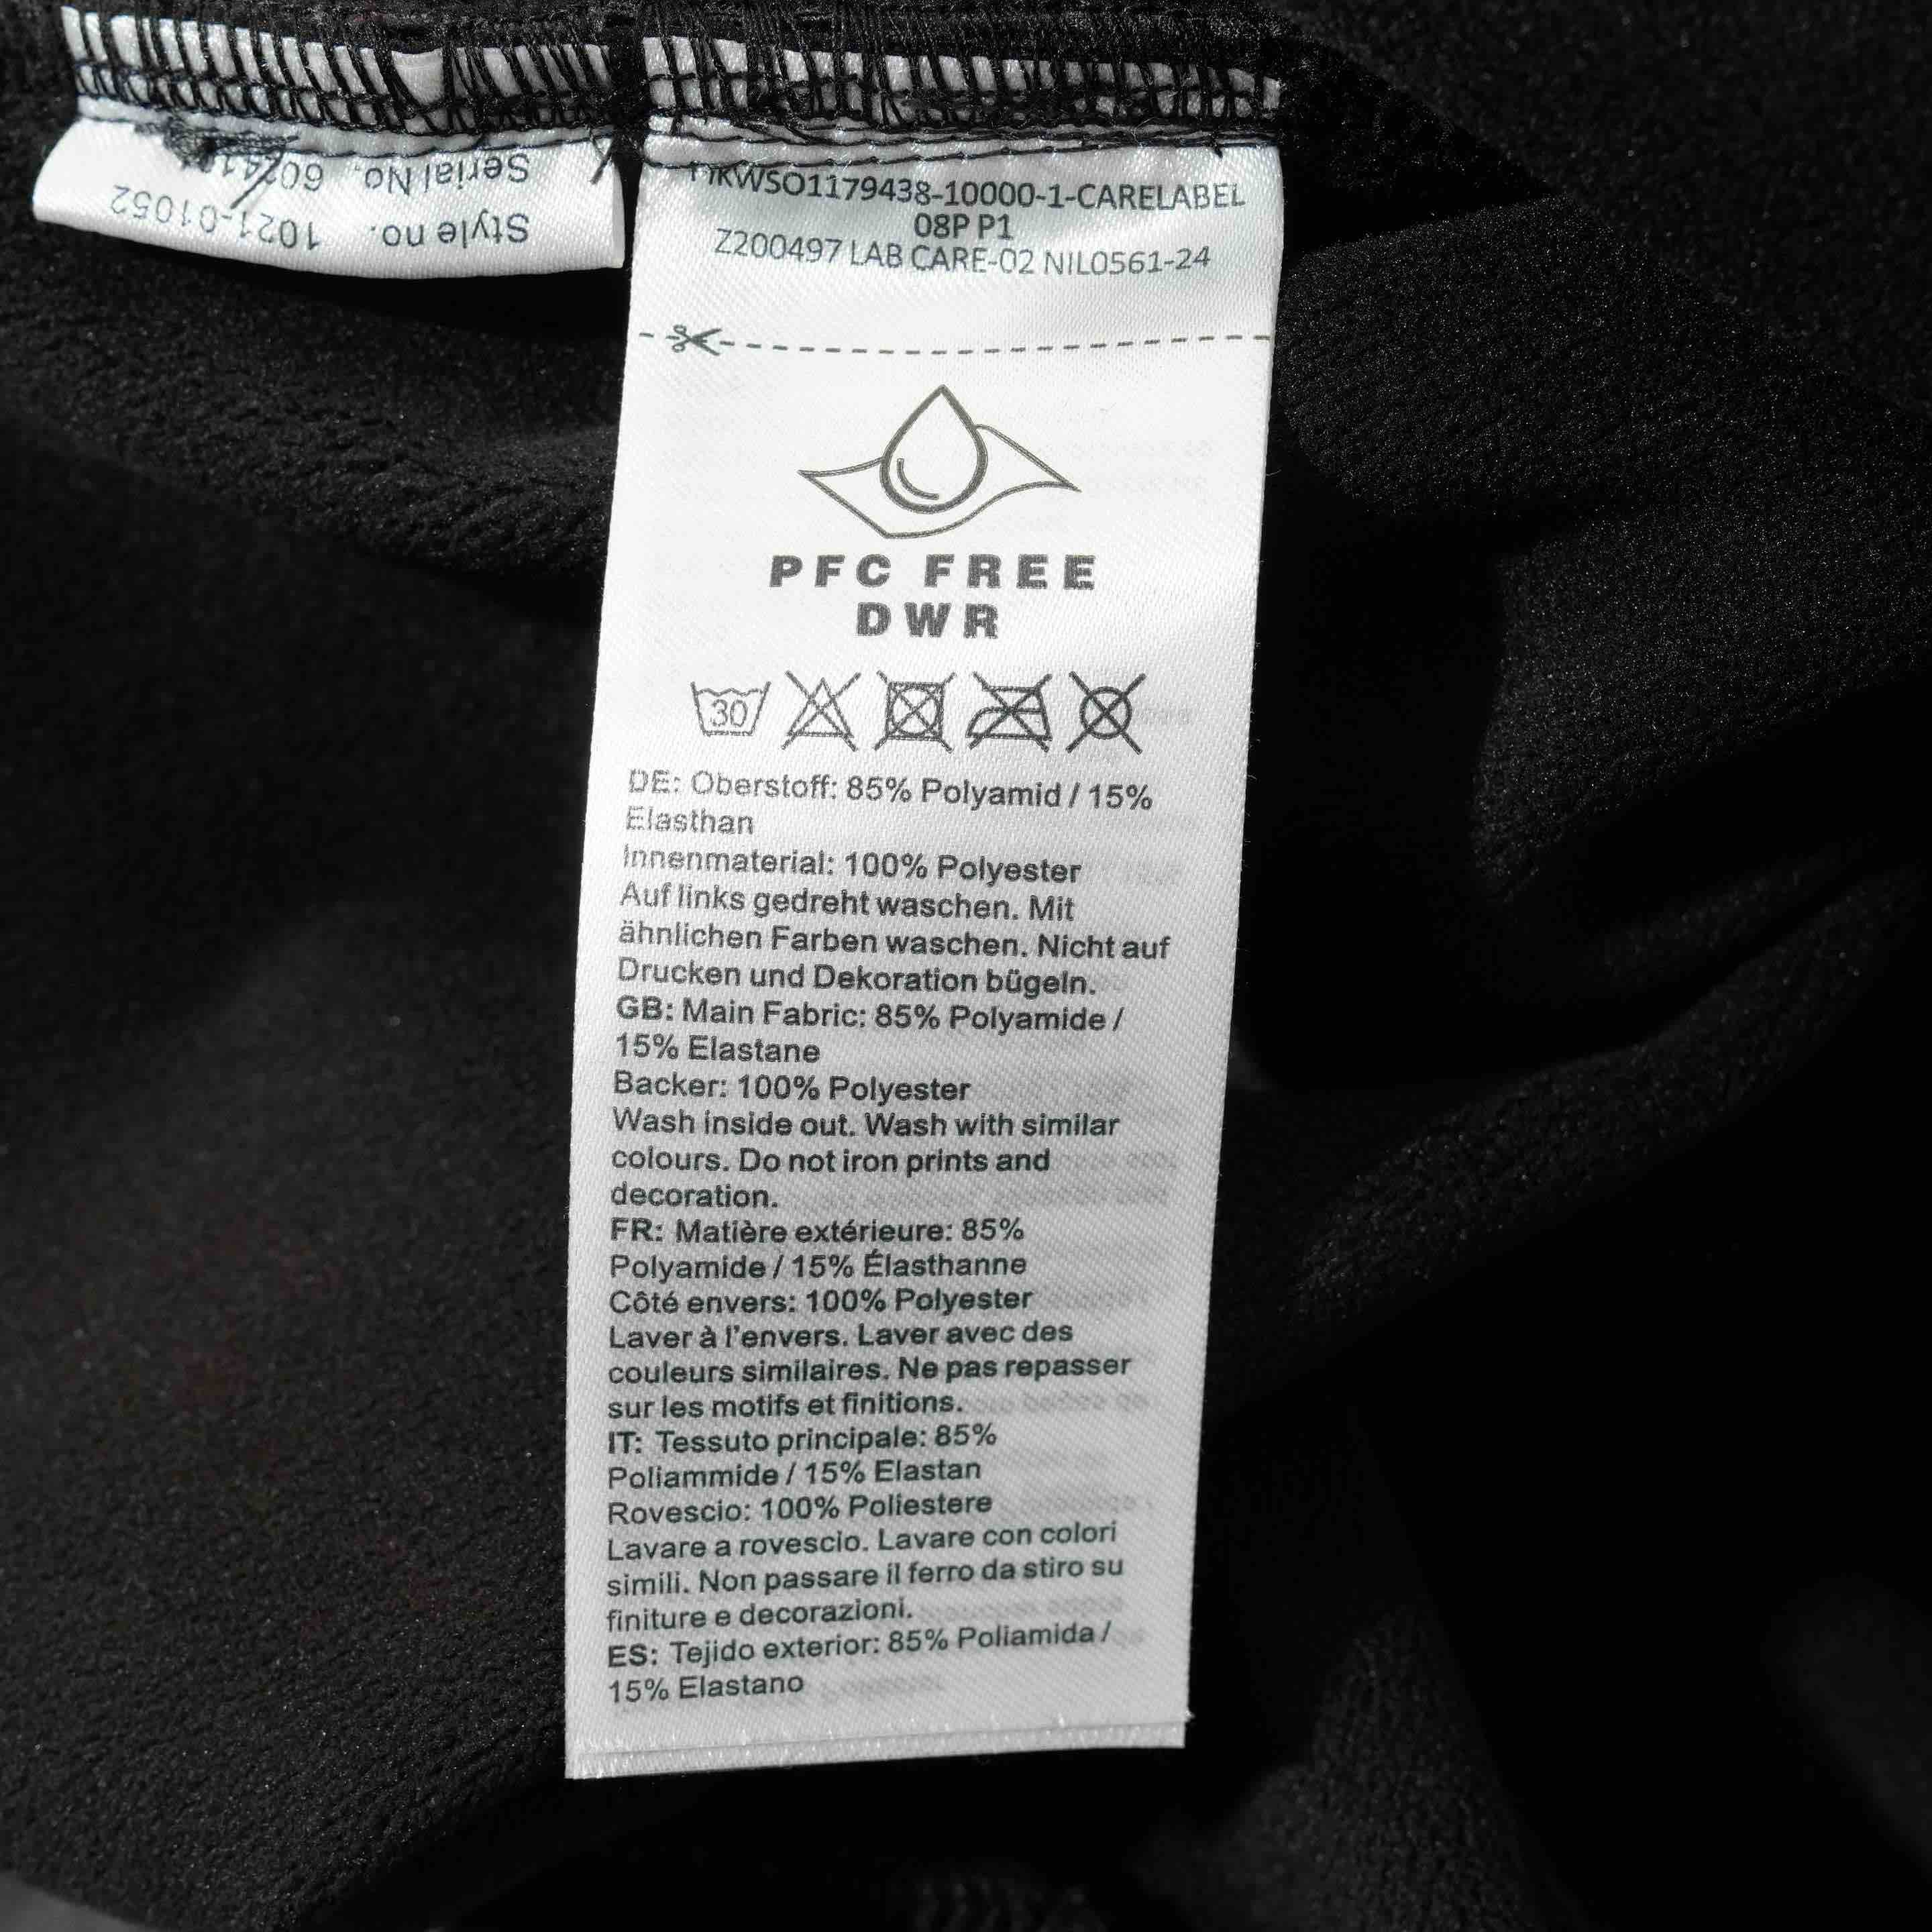 Style no. 1021-01052
Serial No.
08P P1
Z200497 LAB CARE-02 NIL0561-24
PFC FREE
DWR
30
DE: Oberstoff: 85% Polyamid / 15%
Elasthan
Innenmaterial: 100% Polyester
Auf links gedreht waschen. Mit
ähnlichen Farben waschen. Nicht auf
Drucken und Dekoration bügeln.
GB: Main Fabric: 85% Polyamide /
15% Elastane
Backer: 100% Polyester
Wash inside out. Wash with similar
colours. Do not iron prints and
decoration.
FR: Matière extérieure: 85%
Polyamide / 15% Élasthanne
Côté envers: 100% Polyester
Laver à l'envers. Laver avec des
couleurs similaires. Ne pas repasser
sur les motifs et finitions.
IT: Tessuto principale: 85%
Poliammide / 15% Elastan
Rovescio: 100% Poliestere
Lavare a rovescio. Lavare con colori
simili. Non passare il ferro da stiro su
finiture e decorazioni.
ES: Tejido exterior: 85% Poliamida /
15% Elastano